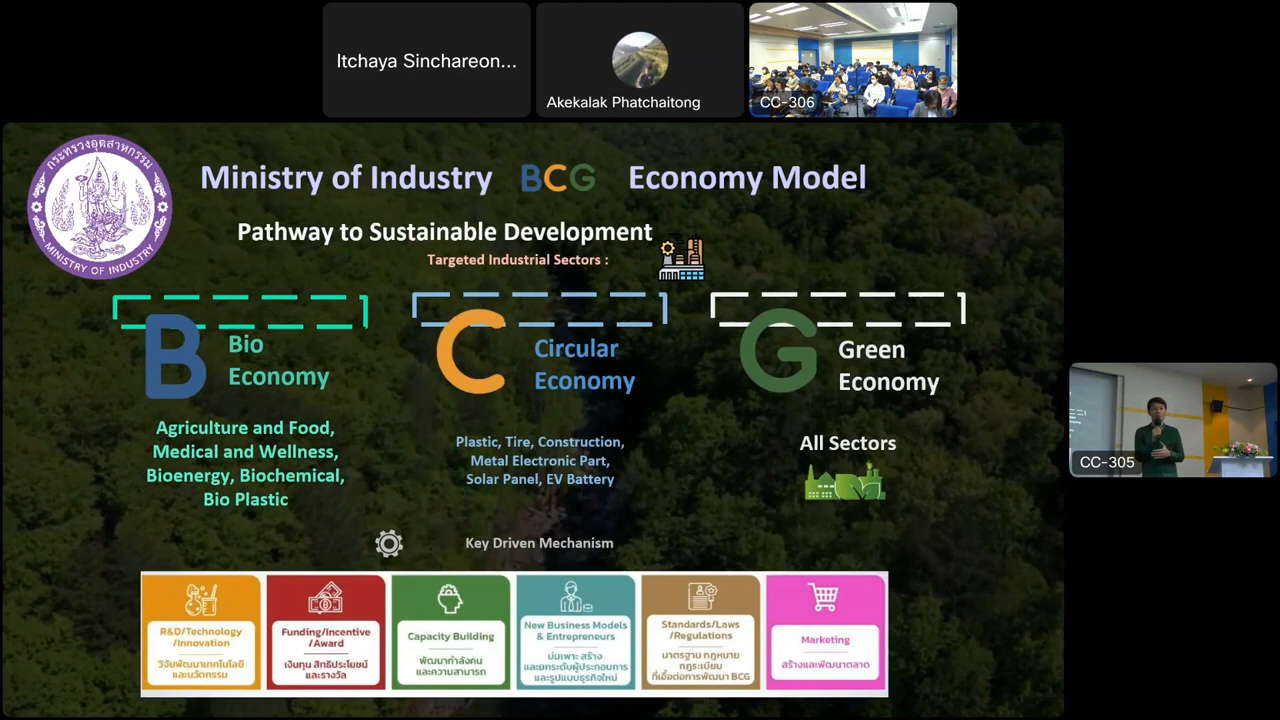 Itchaya Sinchareon...
Akekalak Phatchaitong
CC-306
กระทรวงอุตสาหกรรม
MINISTRY OF INDUSTRY
Ministry of Industry BCG Economy Model
Pathway to Sustainable Development
Targeted Industrial Sectors :
B Bio
Economy
Agriculture and Food,
Medical and Wellness,
Bioenergy, Biochemical,
Bio Plastic
C Circular
Economy
Plastic, Tire, Construction,
Metal Electronic Part,
Solar Panel, EV Battery
G Green
Economy
All Sectors
CC-305
Key Driven Mechanism
R&D/Technology
/Innovation
วิจัยพัฒนาเทคโนโลยี
และนวัตกรรม
Funding/Incentive
/Award
เงินทุน สิทธิประโยชน์
และรางวัล
Capacity Building
พัฒนากำลังคน
และความสามารถ
New Business Models
& Entrepreneurs
บ่มเพาะ สร้าง
และยกระดับผู้ประกอบการ
และรูปแบบธุรกิจใหม่
Standards/Laws
/Regulations
มาตรฐาน กฎหมาย
กฎระเบียบ
ที่เอื้อต่อการพัฒนา BCG
Marketing
สร้างและพัฒนาตลาด